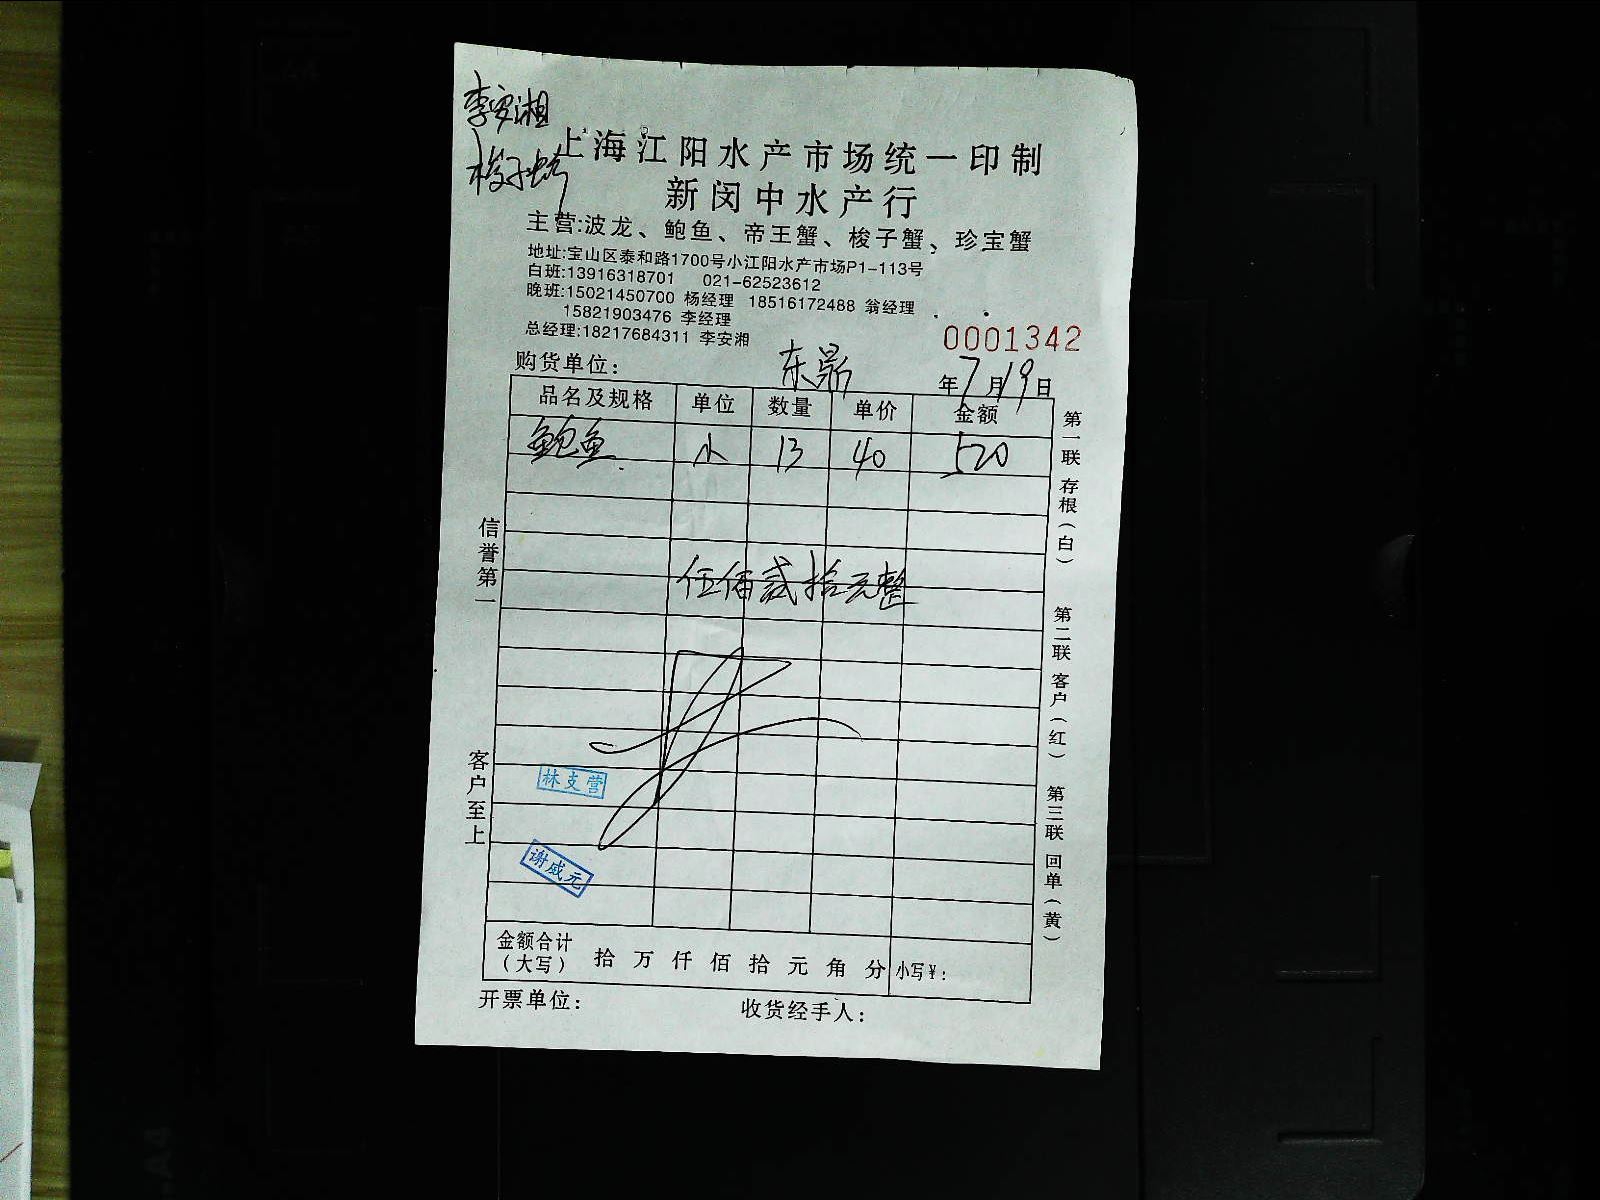 李安湘
梭子蟹
上海江阳水产市场统一印制
新闵中水产行
主营:波龙、鲍鱼、帝王蟹、梭子蟹、珍宝蟹
地址:宝山区泰和路1700号小江阳水产市场P1-113号
白班:13916318701 021-62523612
晚班:15021450700 杨经理 18516172488 翁经理
15821903476 李经理
总经理:18217684311 李安湘
0001342
购货单位: 东鼎 年7月19日
品名及规格 单位 数量 单价 金额
鲍鱼 小 13 40 520
伍佰贰拾元整
林支营
谢成元
金额合计
(大写) 拾 万 仟 佰 拾 元 角 分 小写¥:
开票单位: 收货经手人:
信誉第一
客户至上
第一联 存根(白)
第二联 客户(红)
第三联 回单(黄)